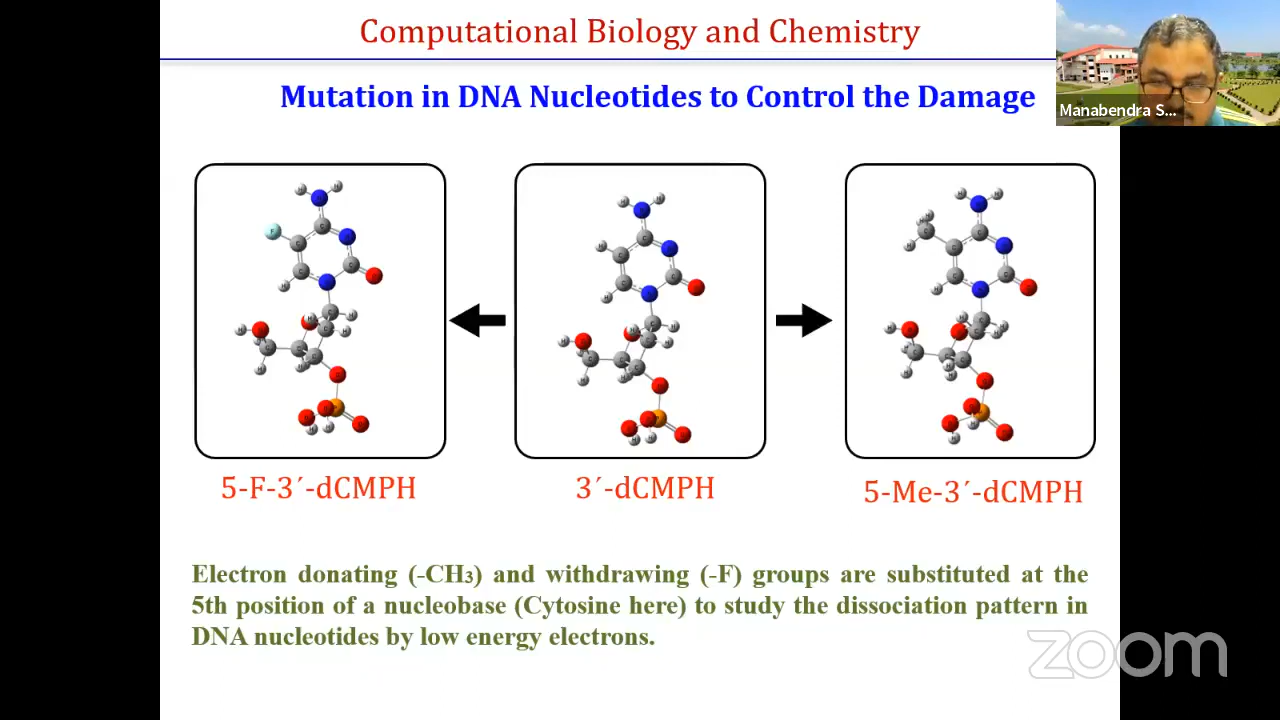 Computational Biology and Chemistry
Mutation in DNA Nucleotides to Control the Damage
Manabendra S...
5-F-3´-dCMPH
3´-dCMPH
5-Me-3´-dCMPH
Electron donating (-CH₃) and withdrawing (-F) groups are substituted at the
5th position of a nucleobase (Cytosine here) to study the dissociation pattern in
DNA nucleotides by low energy electrons.
zoom